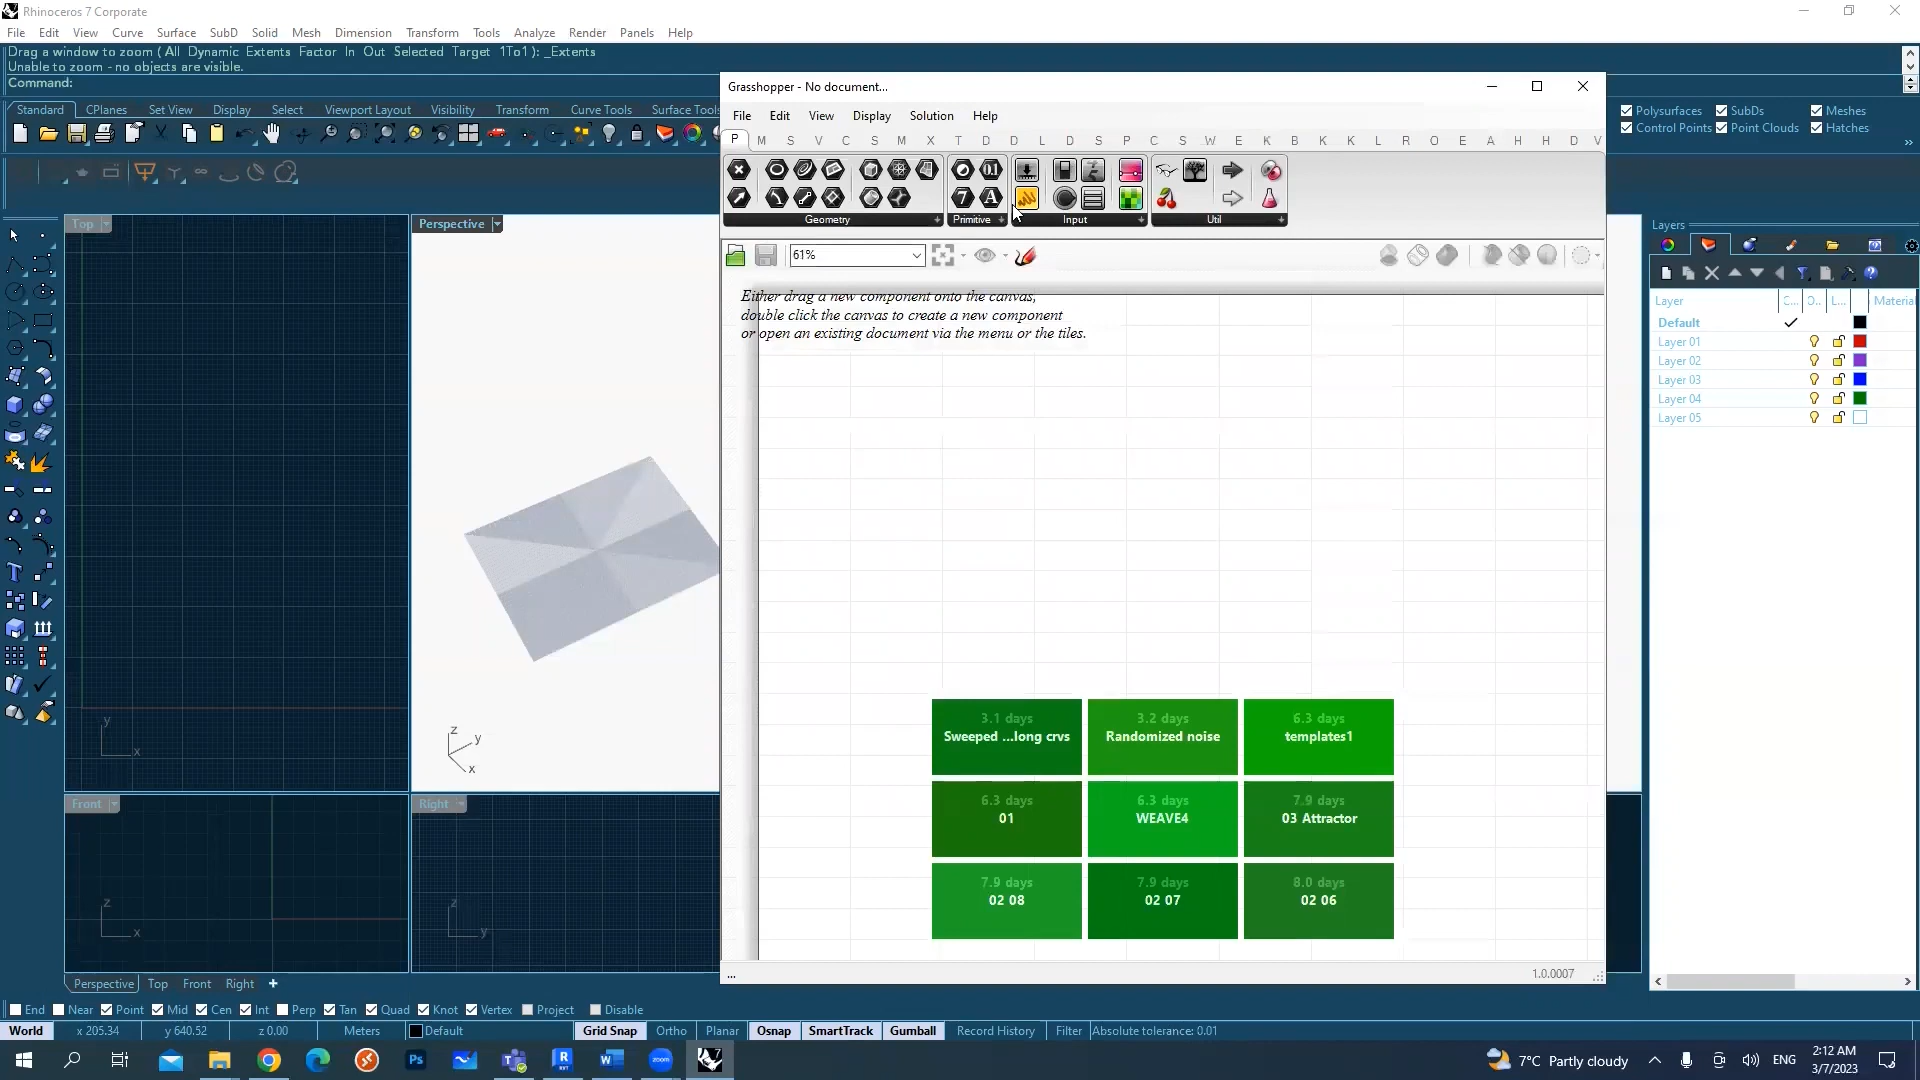 Rhinoceros 7 Corporate
File Edit View Curve Surface SubD Solid Mesh Dimension Transform Tools Analyze Render Panels Help
Drag a window to zoom ( All Dynamic Extents Factor In Out Selected Target 1To1 ): _Extents
Unable to zoom - no objects are visible.
Command:
Standard CPlanes Set View Display Select Viewport Layout Visibility Transform Curve Tools Surface Tools
Polysurfaces SubDs Meshes
Control Points Point Clouds Hatches
Grasshopper - No document...
File Edit View Display Solution Help
P M S V C S M X T D D L D S P C S W E K B K K L R O E A H H D V
Geometry Primitive Input Util
61%
Either drag a new component onto the canvas,
double click the canvas to create a new component
or open an existing document via the menu or the tiles.
3.1 days
Sweeped ...long crvs
3.2 days
Randomized noise
6.3 days
templates1
6.3 days
01
6.3 days
WEAVE4
7.9 days
03 Attractor
7.9 days
02 08
7.9 days
02 07
8.0 days
02 06
... 1.0.0007
Top
Perspective
Front
Right
y
x
z
y
x
z
x
z
y
Layers
Layer C... O.. L... Material
Default
Layer 01
Layer 02
Layer 03
Layer 04
Layer 05
Perspective Top Front Right
End Near Point Mid Cen Int Perp Tan Quad Knot Vertex Project Disable
World x 205.34 y 640.52 z 0.00 Meters Default Grid Snap Ortho Planar Osnap SmartTrack Gumball Record History Filter Absolute tolerance: 0.01
7°C Partly cloudy ENG 2:12 AM
3/7/2023